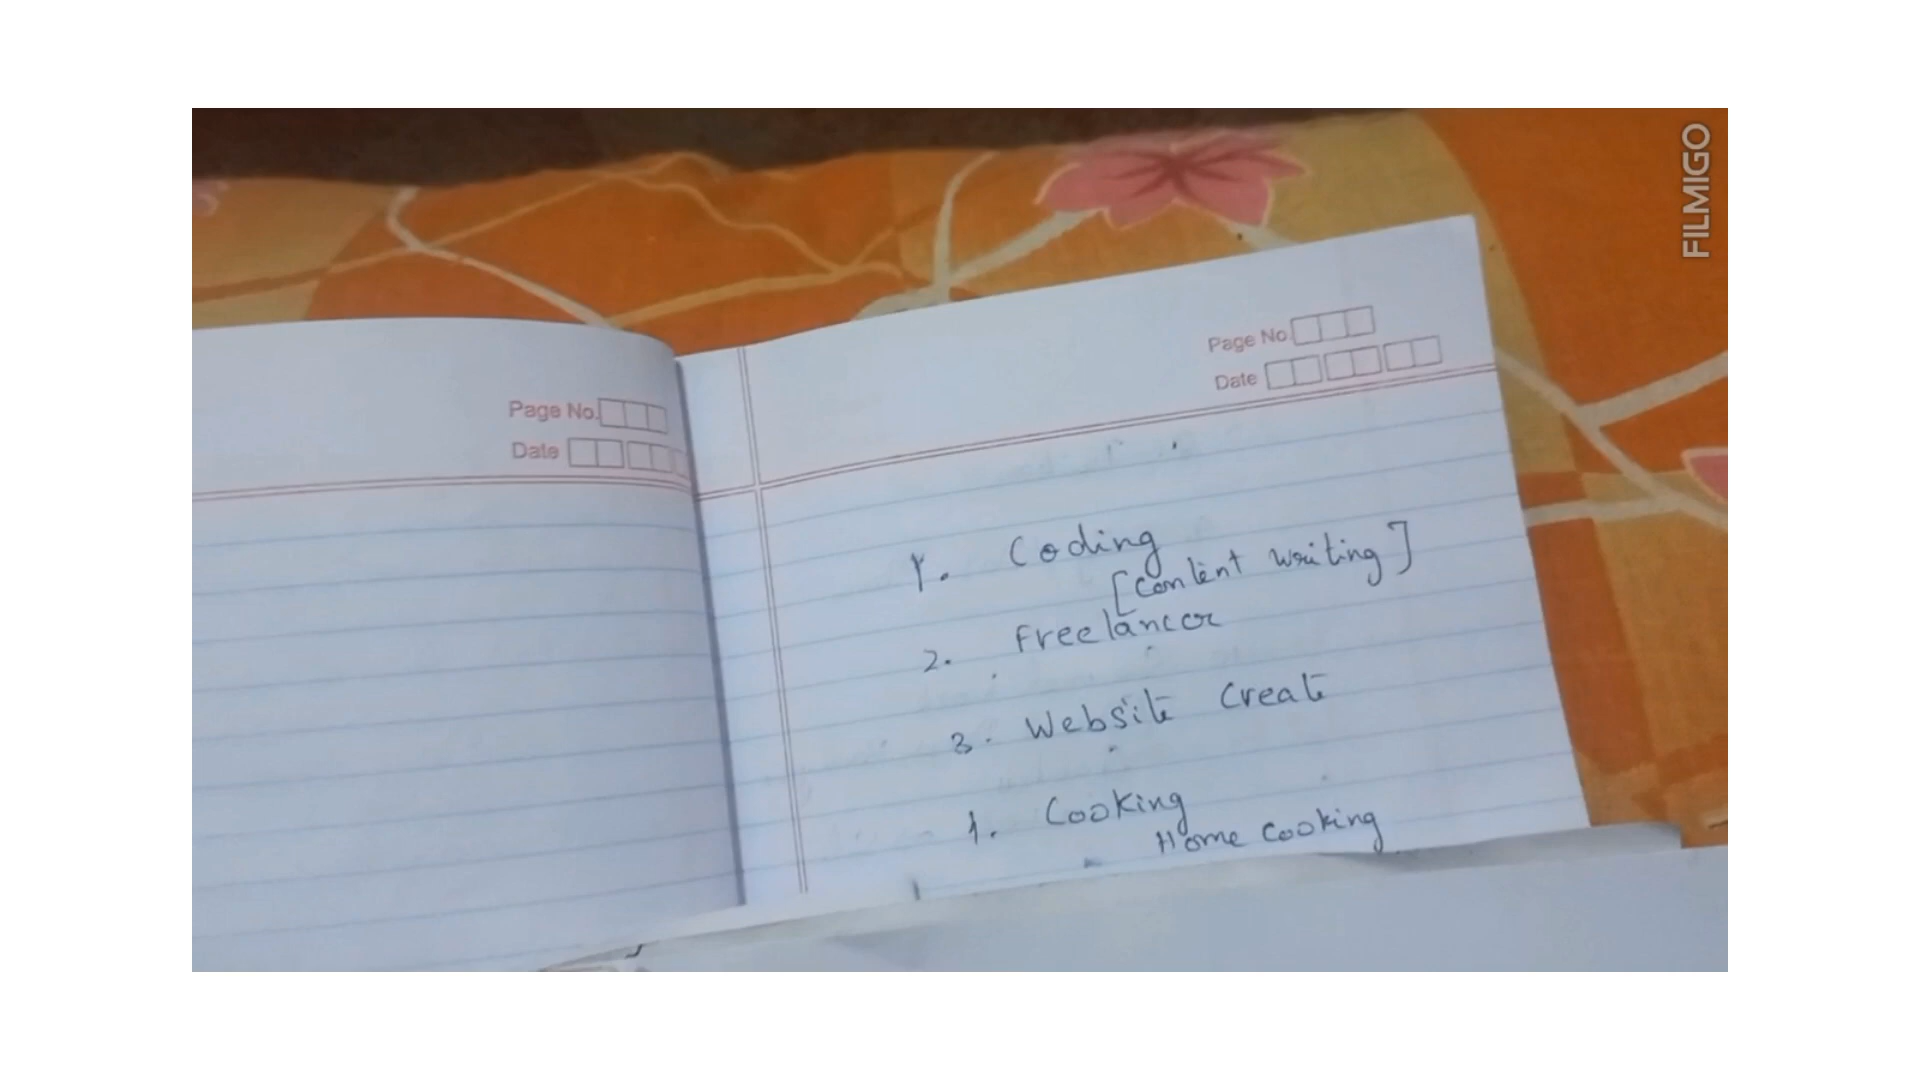 FILMIGO
Page No.
Date
Page No.
Date
1. Coding
[Content writing]
2. Freelancer
3. Website Create
1. Cooking
Home Cooking